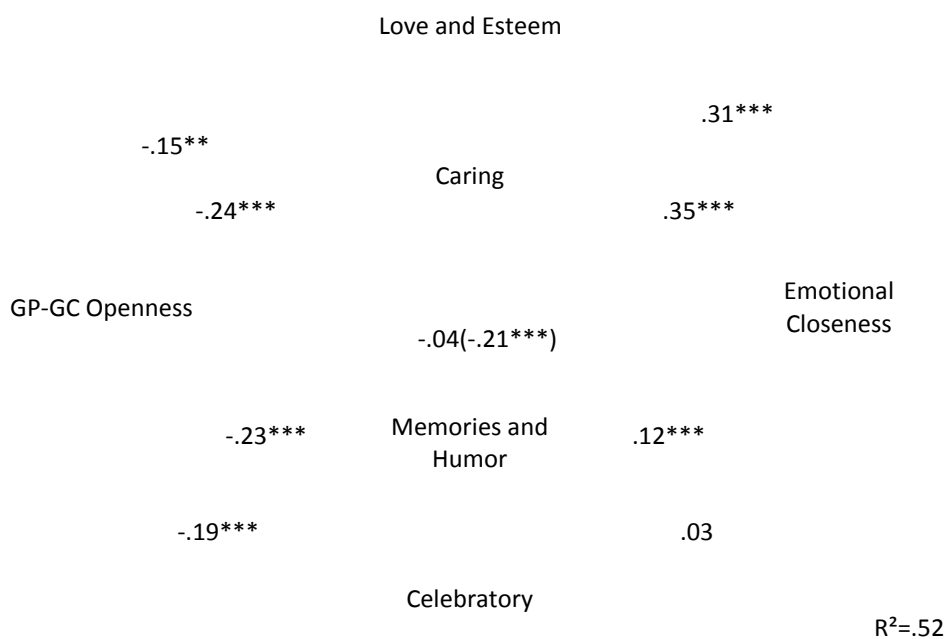 Love and Esteem
.31***
-.15**
Caring
-.24***
.35***
GP-GC Openness
Emotional
Closeness
-.04(-.21***)
-.23***
Memories and
Humor
.12***
-.19***
.03
Celebratory
R²=.52